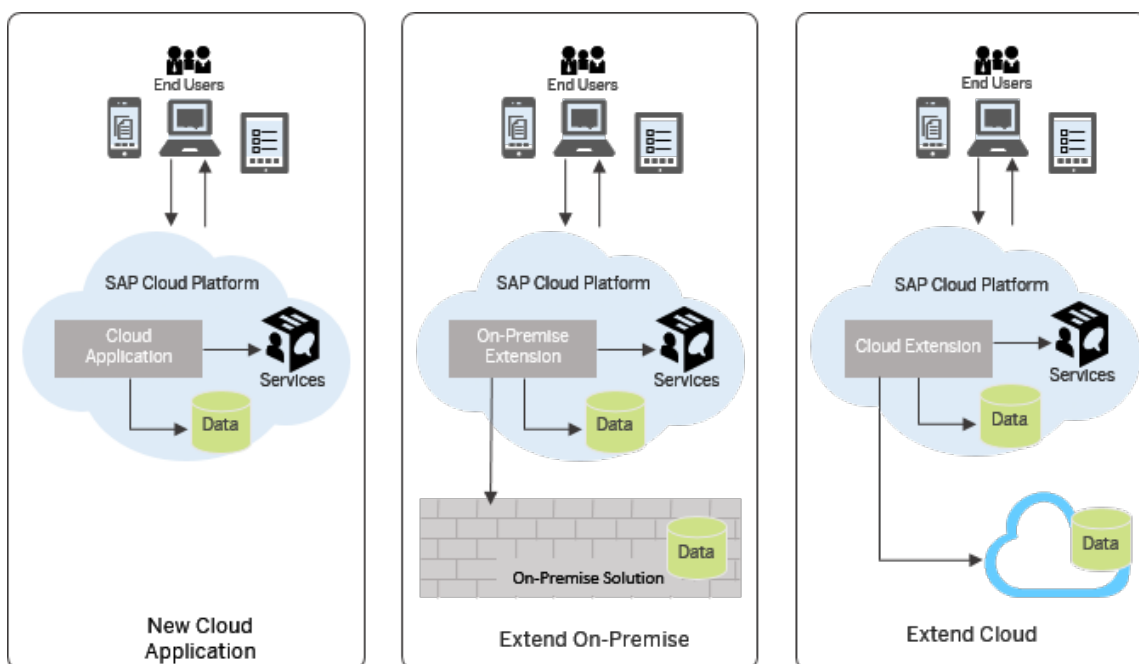 End Users
SAP Cloud Platform
Cloud
Application
Services
Data
New Cloud
Application
End Users
SAP Cloud Platform
On-Premise
Extension
Services
Data
Data
On-Premise Solution
Extend On-Premise
End Users
SAP Cloud Platform
Cloud Extension
Services
Data
Data
Extend Cloud